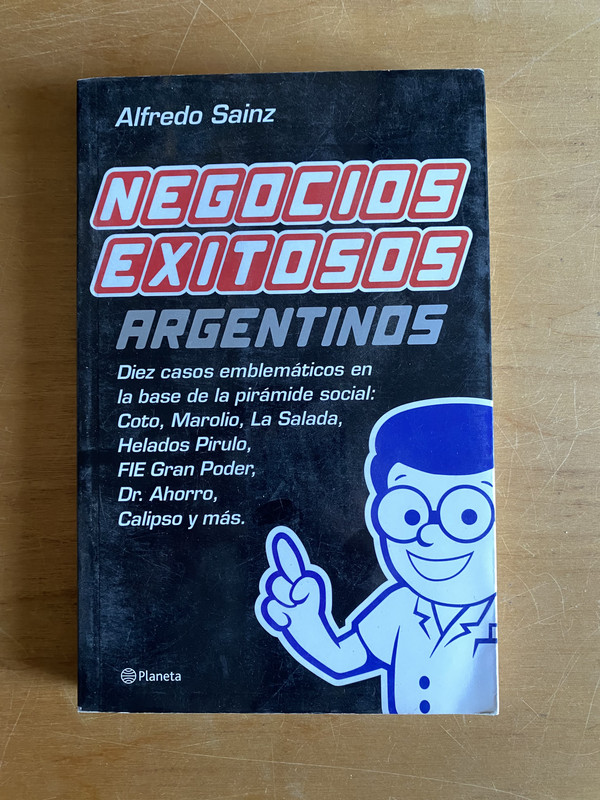 Alfredo Sainz
NEGOCIOS
EXITOSOS
ARGENTINOS
Diez casos emblemáticos en
la base de la pirámide social:
Coto, Marolio, La Salada,
Helados Pirulo,
FIE Gran Poder,
Dr. Ahorro,
Calipso y más.
Planeta